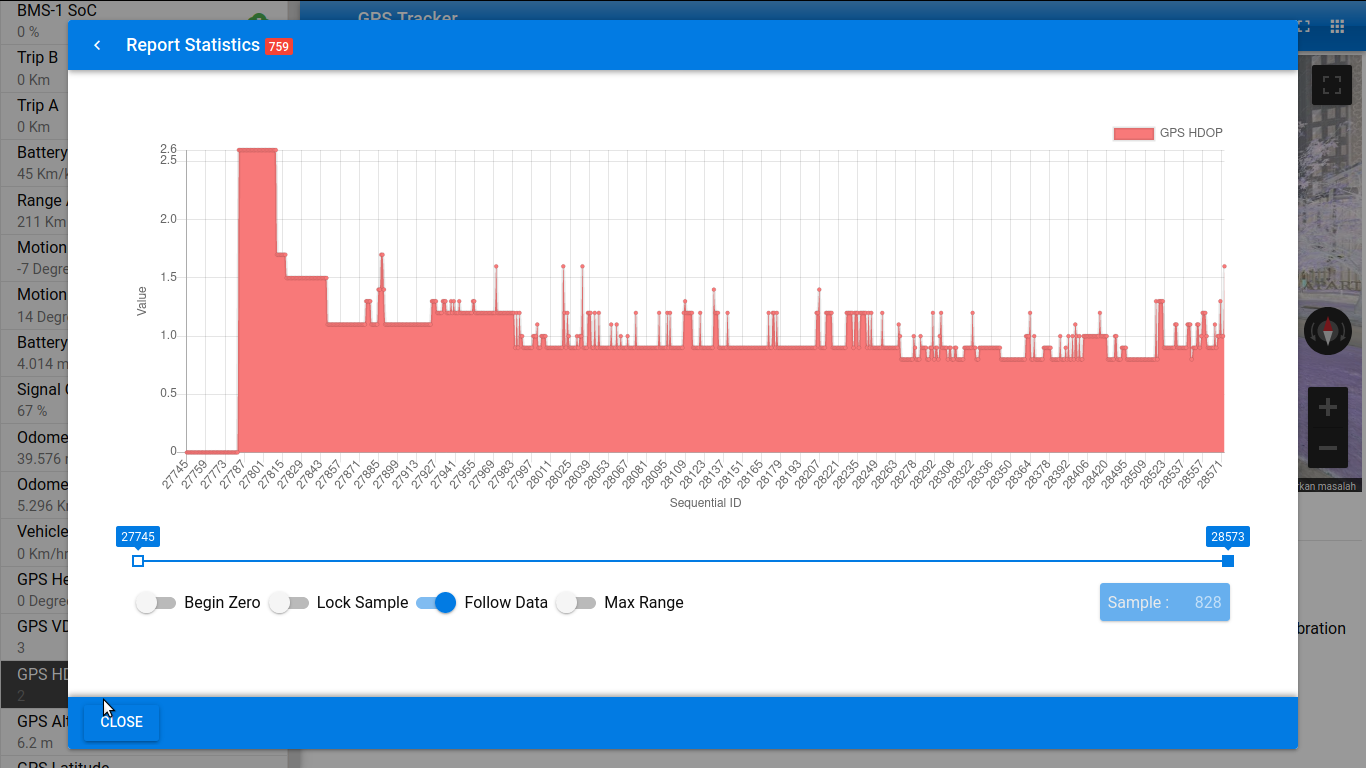 BMS-1 SoC
0 %
Trip B
0 Km
Trip A
0 Km
Battery
45 Km/
Range
211 Km
Motion
-7 Degre
Motion
14 Degr
Battery
4.014 m
Signal
67 %
Odome
39.576
Odome
5.296 K
Vehicle
0 Km/hr
GPS He
0 Degre
GPS VD
3
GPS HD
2
GPS Alt
6.2 m
GPS Latitude
GPS Tracker
Report Statistics 759
GPS HDOP
2.6
2.5
2.0
1.5
1.0
0.5
0
Value
27745 27759 27773 27787 27801 27815 27829 27843 27857 27871 27885 27899 27913 27927 27941 27955 27969 27983 27997 28011 28025 28039 28053 28067 28081 28095 28109 28123 28137 28151 28165 28179 28193 28207 28221 28235 28249 28263 28278 28292 28308 28322 28336 28350 28364 28378 28392 28406 28420 28495 28509 28523 28537 28557 28571
Sequential ID
27745
28573
Begin Zero Lock Sample Follow Data Max Range
Sample : 828
CLOSE
APART
kan masalah
bration